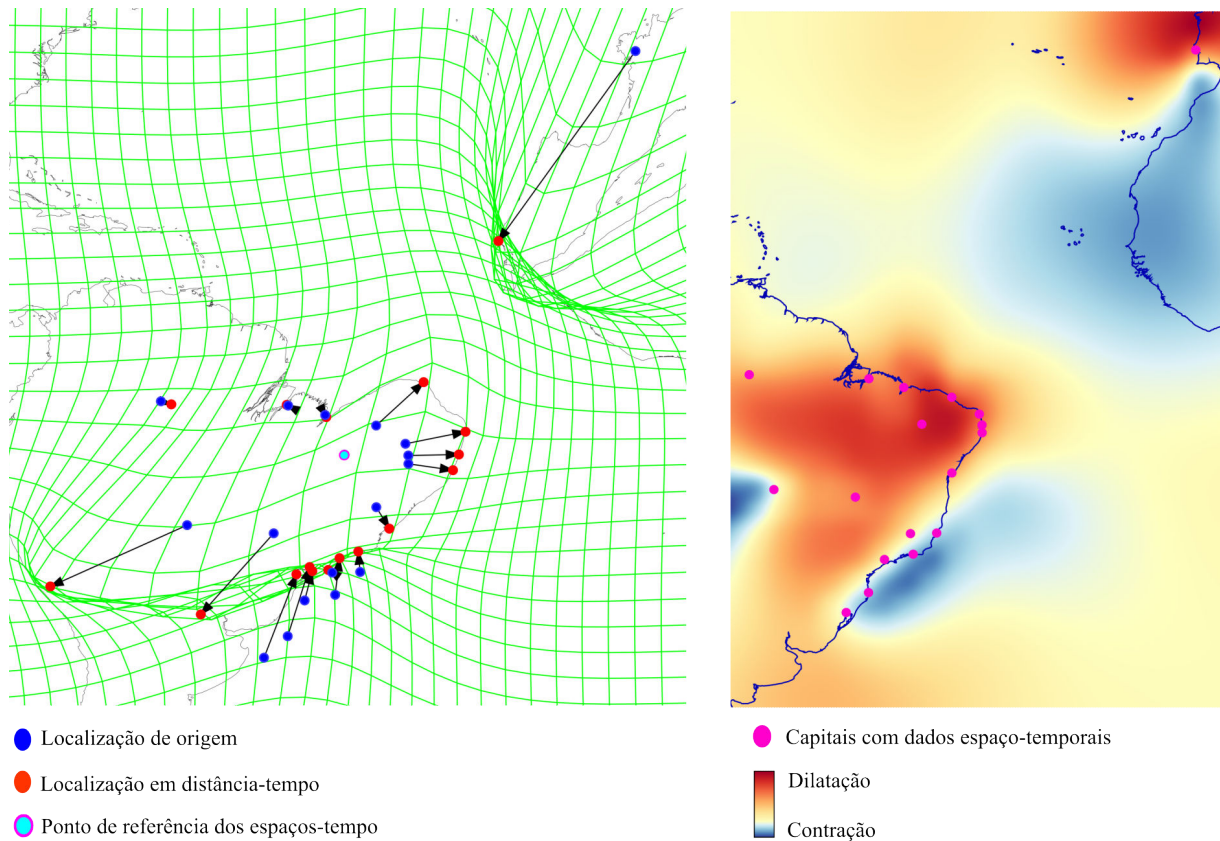 Localização de origem
Localização em distância-tempo
Ponto de referência dos espaços-tempo
Capitais com dados espaço-temporais
Dilatação
Contração